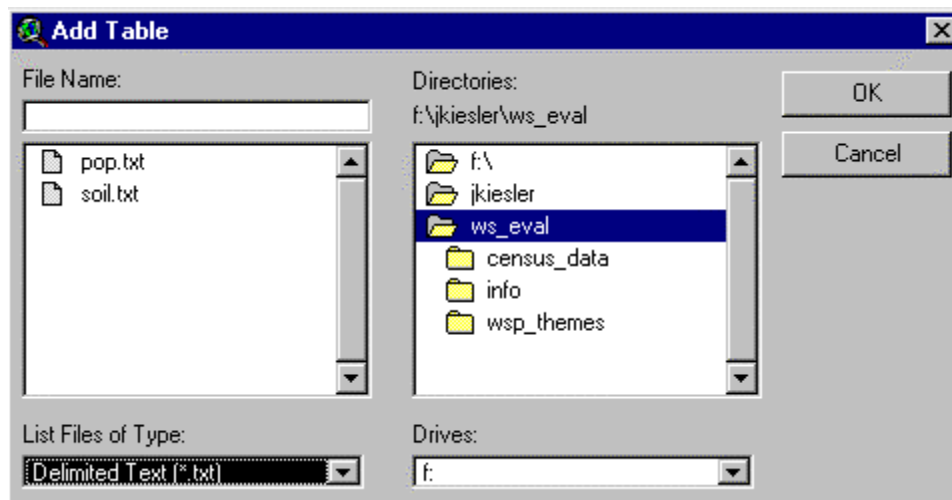 Add Table
File Name:
pop.txt
soil.txt
List Files of Type:
Delimited Text (*.txt)
Directories:
f:\jkiesler\ws_eval
f:\
jkiesler
ws_eval
census_data
info
wsp_themes
Drives:
f:
OK
Cancel